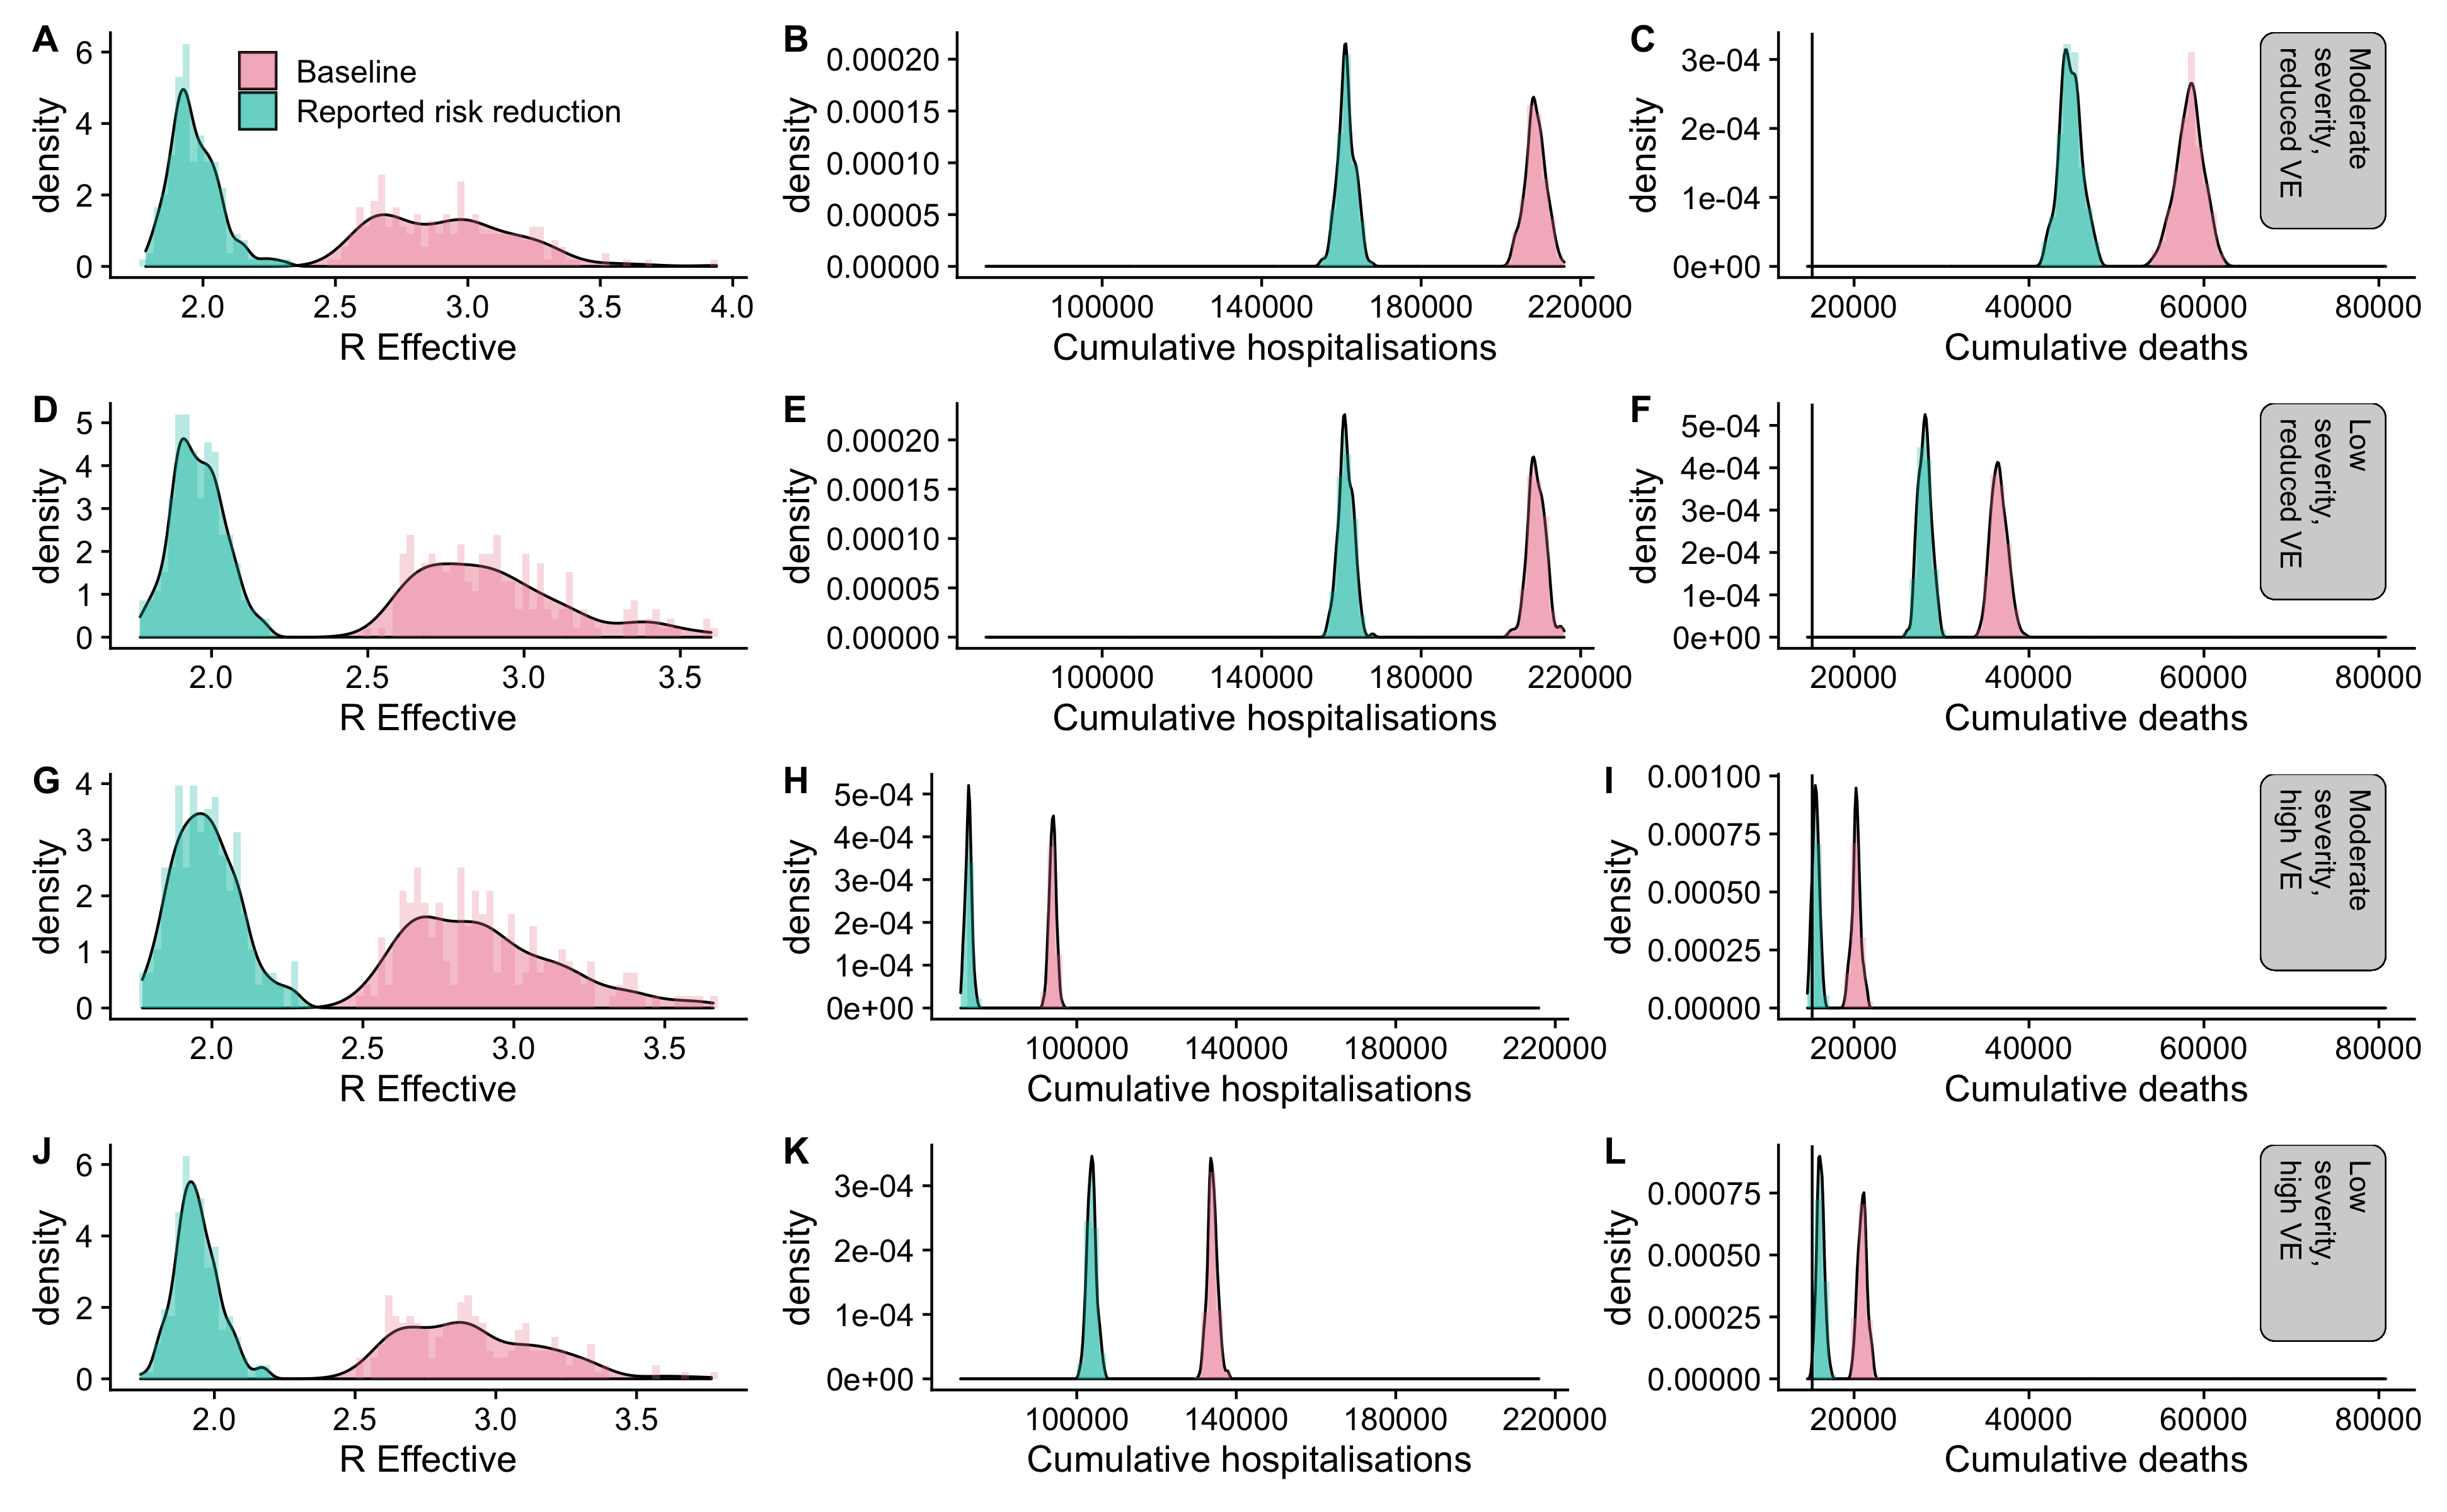 A
6
4
2
0
density
Baseline
Reported risk reduction
2.0 2.5 3.0 3.5 4.0
R Effective
B
0.00020
0.00015
0.00010
0.00005
0.00000
density
100000 140000 180000 220000
Cumulative hospitalisations
C
3e-04
2e-04
1e-04
0e+00
density
20000 40000 60000 80000
Cumulative deaths
Moderate
severity,
reduced VE
D
5
4
3
2
1
0
density
2.0 2.5 3.0 3.5
R Effective
E
0.00020
0.00015
0.00010
0.00005
0.00000
density
100000 140000 180000 220000
Cumulative hospitalisations
F
5e-04
4e-04
3e-04
2e-04
1e-04
0e+00
density
20000 40000 60000 80000
Cumulative deaths
Low
severity,
reduced VE
G
4
3
2
1
0
density
2.0 2.5 3.0 3.5
R Effective
H
5e-04
4e-04
3e-04
2e-04
1e-04
0e+00
density
100000 140000 180000 220000
Cumulative hospitalisations
I
0.00100
0.00075
0.00050
0.00025
0.00000
density
20000 40000 60000 80000
Cumulative deaths
Moderate
severity,
high VE
J
6
4
2
0
density
2.0 2.5 3.0 3.5
R Effective
K
3e-04
2e-04
1e-04
0e+00
density
100000 140000 180000 220000
Cumulative hospitalisations
L
0.00075
0.00050
0.00025
0.00000
density
20000 40000 60000 80000
Cumulative deaths
Low
severity,
high VE